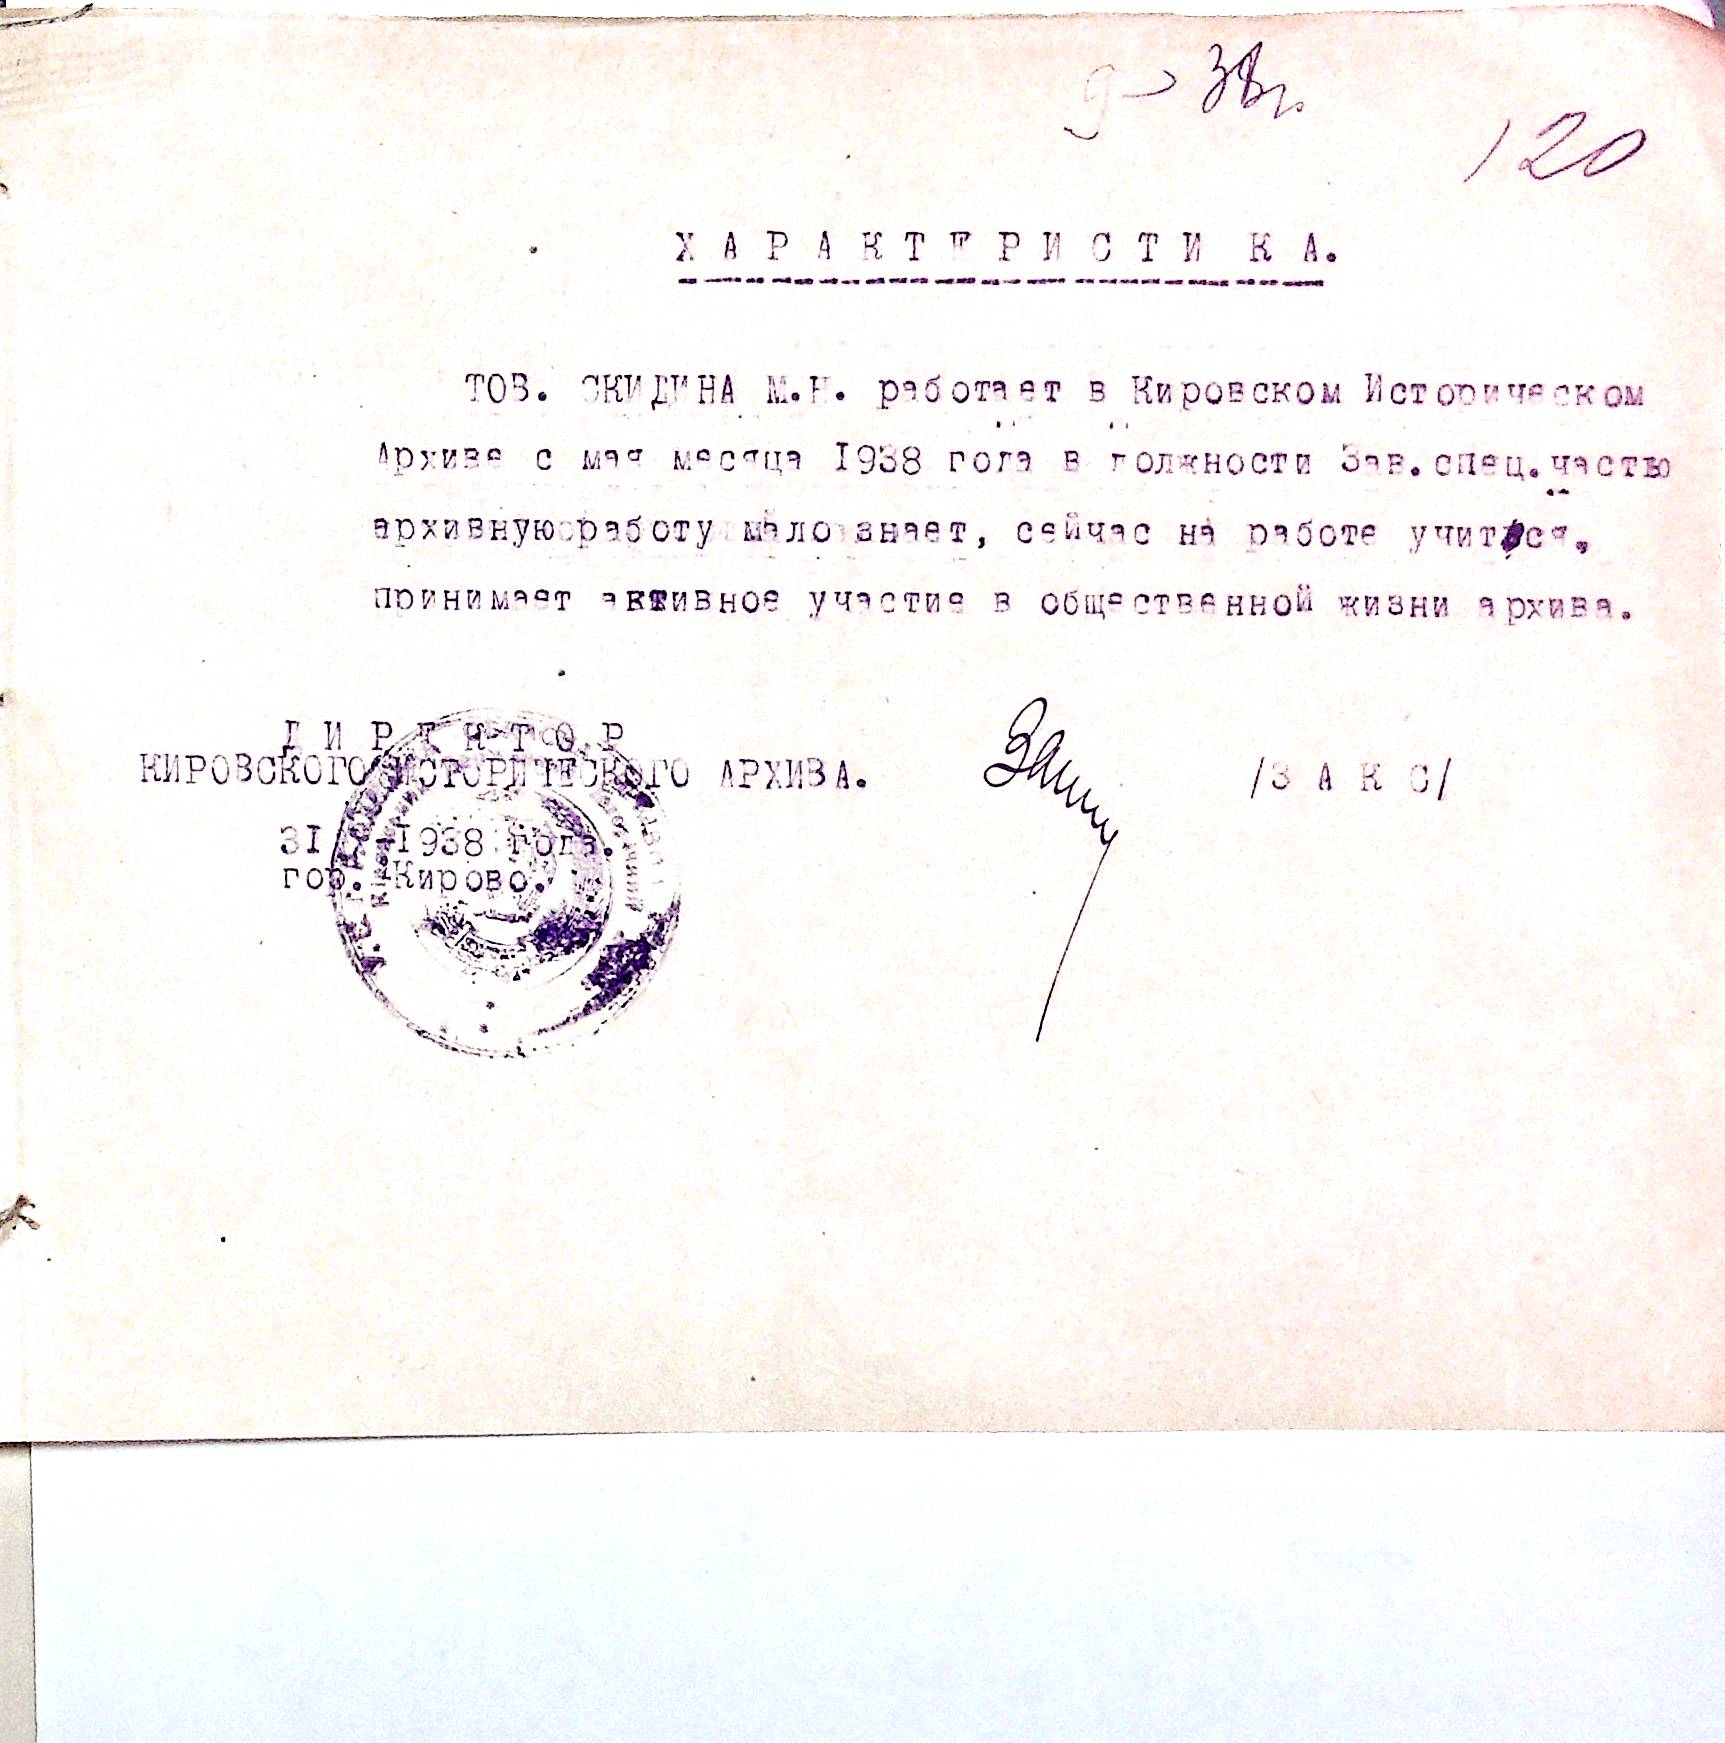 38г.
120
ХАРАКТЕРИСТИКА.
ТОВ. СКИДИНА М.Н. работает в Кировском Историческом
Архиве с мая месяца 1938 года в должности Зав.спец.частью
архивную работу мало знает, сейчас на работе учится,
принимает активное участие в общественной жизни архива.
ДИРЕКТОР
КИРОВСКОГО ИСТОРИЧЕСКОГО АРХИВА.
/ЗАКС/
31 1938 года.
гор. Кирово.